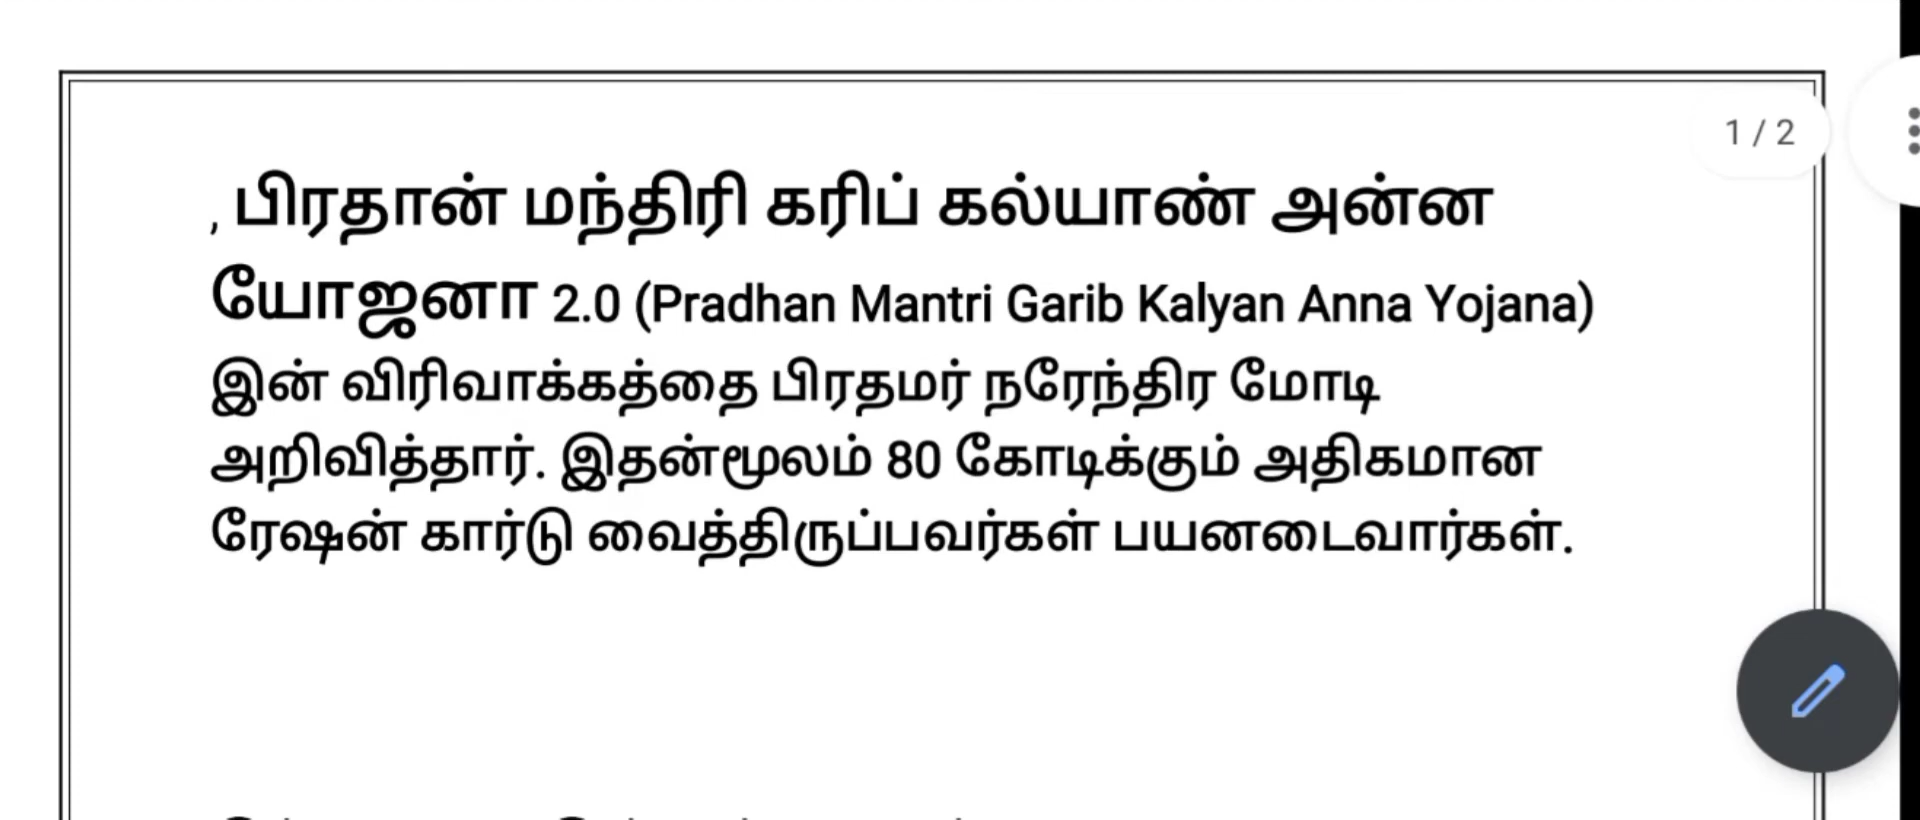 1 / 2
, பிரதான் மந்திரி கரிப் கல்யாண் அன்ன
யோஜனா 2.0 (Pradhan Mantri Garib Kalyan Anna Yojana)
இன் விரிவாக்கத்தை பிரதமர் நரேந்திர மோடி
அறிவித்தார். இதன்மூலம் 80 கோடிக்கும் அதிகமான
ரேஷன் கார்டு வைத்திருப்பவர்கள் பயனடைவார்கள்.